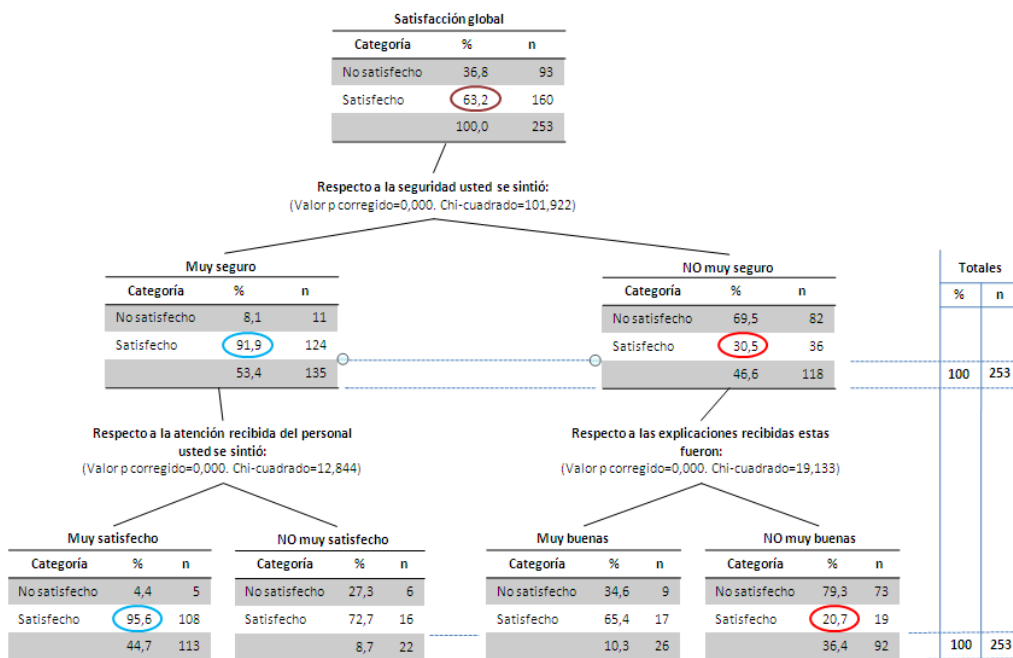 Satisfacción global
Categoría % n
No satisfecho 36,8 93
Satisfecho 63,2 160
100,0 253
Respecto a la seguridad usted se sintió:
(Valor p corregido=0,000. Chi-cuadrado=101,922)
Muy seguro
Categoría % n
No satisfecho 8,1 11
Satisfecho 91,9 124
53,4 135
NO muy seguro
Categoría % n
No satisfecho 69,5 82
Satisfecho 30,5 36
46,6 118
Totales
% n
100 253
Respecto a la atención recibida del personal
usted se sintió:
(Valor p corregido=0,000. Chi-cuadrado=12,844)
Respecto a las explicaciones recibidas estas
fueron:
(Valor p corregido=0,000. Chi-cuadrado=19,133)
Muy satisfecho
Categoría % n
No satisfecho 4,4 5
Satisfecho 95,6 108
44,7 113
NO muy satisfecho
Categoría % n
No satisfecho 27,3 6
Satisfecho 72,7 16
8,7 22
Muy buenas
Categoría % n
No satisfecho 34,6 9
Satisfecho 65,4 17
10,3 26
NO muy buenas
Categoría % n
No satisfecho 79,3 73
Satisfecho 20,7 19
36,4 92
100 253